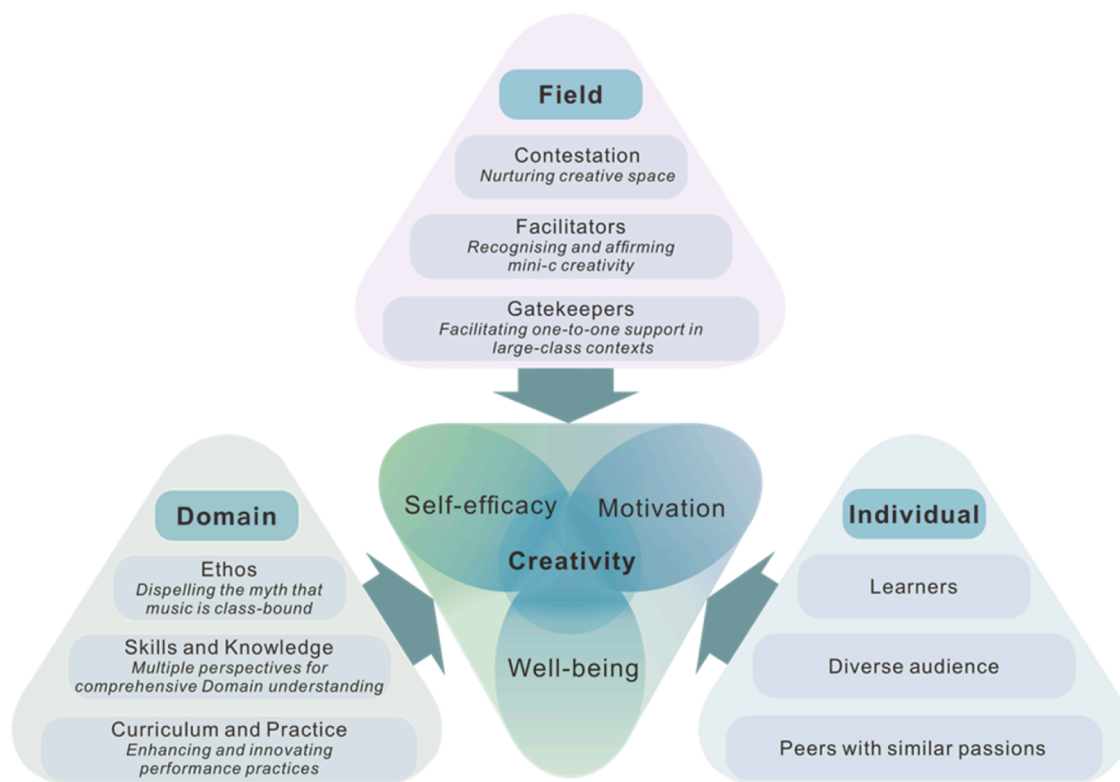 Field
Contestation
Nurturing creative space
Facilitators
Recognising and affirming
mini-c creativity
Gatekeepers
Facilitating one-to-one support in
large-class contexts
Self-efficacy
Motivation
Creativity
Well-being
Domain
Ethos
Dispelling the myth that
music is class-bound
Skills and Knowledge
Multiple perspectives for
comprehensive Domain understanding
Curriculum and Practice
Enhancing and innovating
performance practices
Individual
Learners
Diverse audience
Peers with similar passions